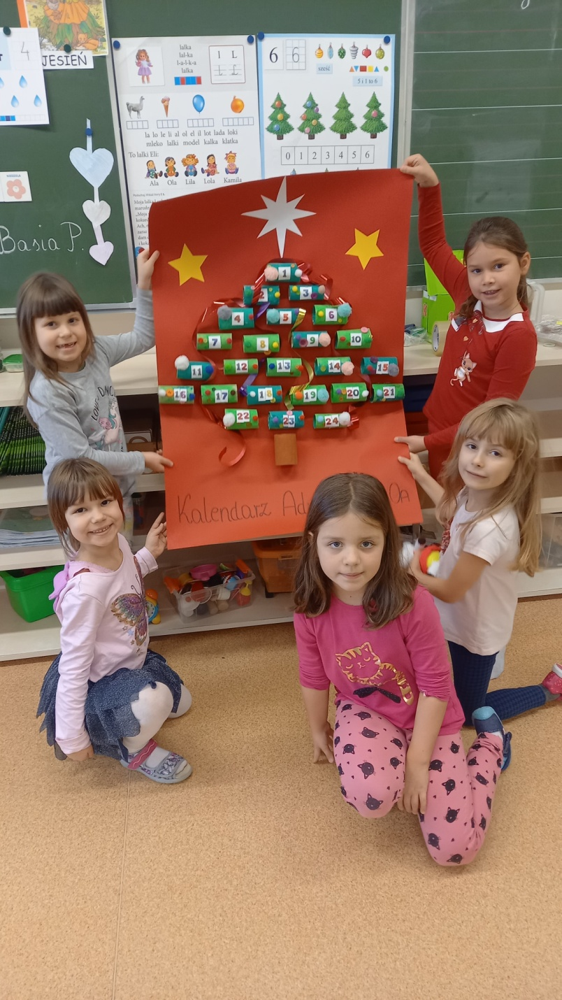 4
JESIEŃ
Basia P.
lalka
lal-ka
l-a-l-k-a
lalka
l L
la lo le li al ol el il lot lada loki
mleko lalki model kalka klatka
To lalki Eli:
Ala Ola Lila Lola Kamila
6 6
sześć
5 i 1 to 6
0 1 2 3 4 5 6
1
2 3
4 5 6
7 8 9 10
11 12 13 14 15
16 17 18 19 20 21
22 23 24
Kalendarz Ad
0A
LOVE DANC